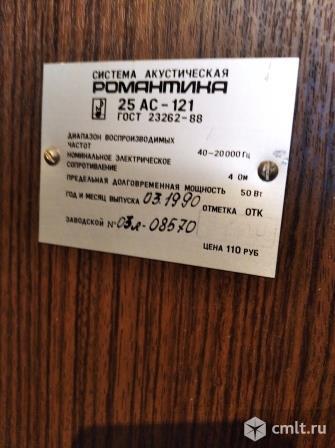 СИСТЕМА АКУСТИЧЕСКАЯ
РОМАНТИКА
25 АС-121
ГОСТ 23262-88
ДИАПАЗОН ВОСПРОИЗВОДИМЫХ
ЧАСТОТ 40-20000 Гц
НОМИНАЛЬНОЕ ЭЛЕКТРИЧЕСКОЕ
СОПРОТИВЛЕНИЕ 4 Ом
ПРЕДЕЛЬНАЯ ДОЛГОВРЕМЕННАЯ МОЩНОСТЬ 50 Вт
ГОД И МЕСЯЦ ВЫПУСКА 03.1990 ОТМЕТКА ОТК
ЗАВОДСКОЙ № 03л-08570
ЦЕНА 110 РУБ
cmlt.ru